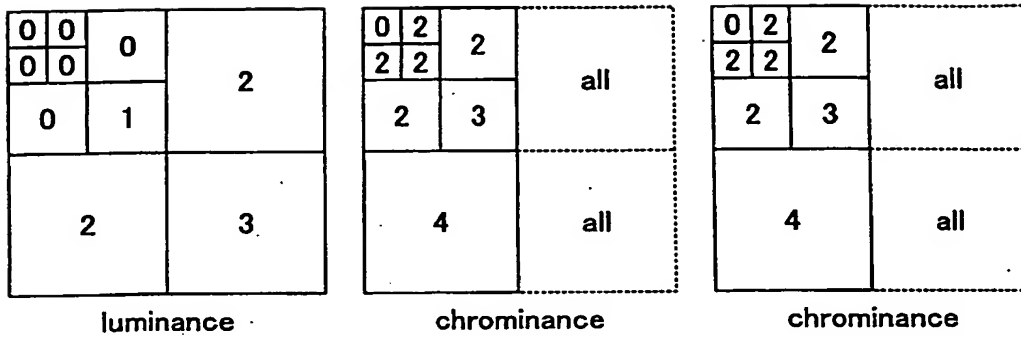 0 0 0 2 0 2 2 all 0 2 2 all
0 0 2 2 2 2
0 1 2 3 2 3
2 3 4 all 4 all
luminance chrominance chrominance